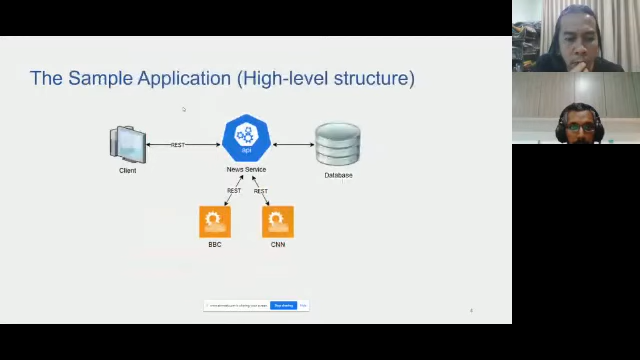 The Sample Application (High-level structure)
REST
api
Client
News Service
Database
REST
REST
BBC
CNN
Stop sharing
Hide
4